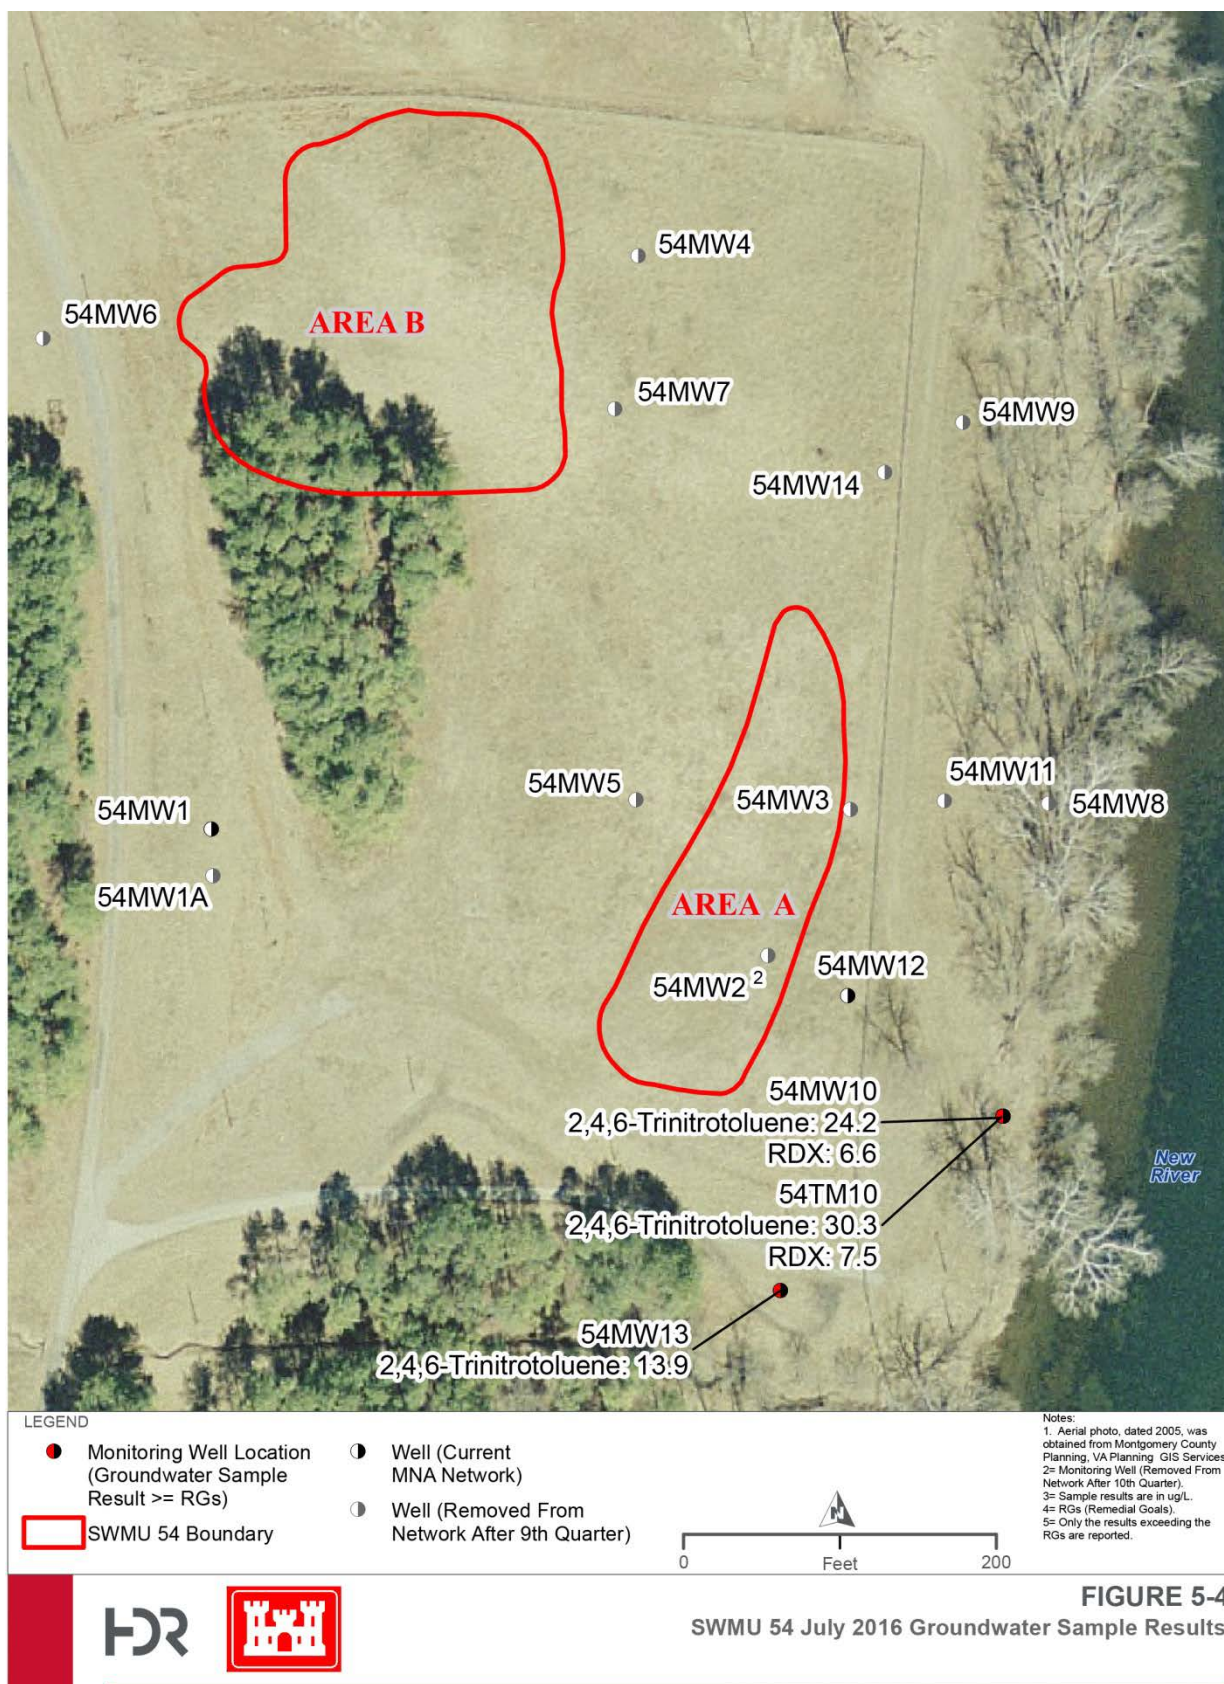 54MW4
54MW6
AREA B
54MW7
54MW9
54MW14
54MW11
54MW5
54MW3
54MW8
54MW1
54MW1A
AREA A
54MW12
54MW2 2
54MW10
2,4,6-Trinitrotoluene: 24.2
RDX: 6.6
New
River
54TM10
2,4,6-Trinitrotoluene: 30.3
RDX: 7.5
54MW13
2,4,6-Trinitrotoluene: 13.9
LEGEND
Monitoring Well Location
(Groundwater Sample
Result >= RGs)
SWMU 54 Boundary
Well (Current
MNA Network)
Well (Removed From
Network After 9th Quarter)
N
0 Feet 200
Notes:
1. Aerial photo, dated 2005, was
obtained from Montgomery County
Planning, VA Planning GIS Services
2= Monitoring Well (Removed From
Network After 10th Quarter).
3= Sample results are in ug/L.
4= RGs (Remedial Goals).
5= Only the results exceeding the
RGs are reported.
HDR
FIGURE 5-4
SWMU 54 July 2016 Groundwater Sample Results